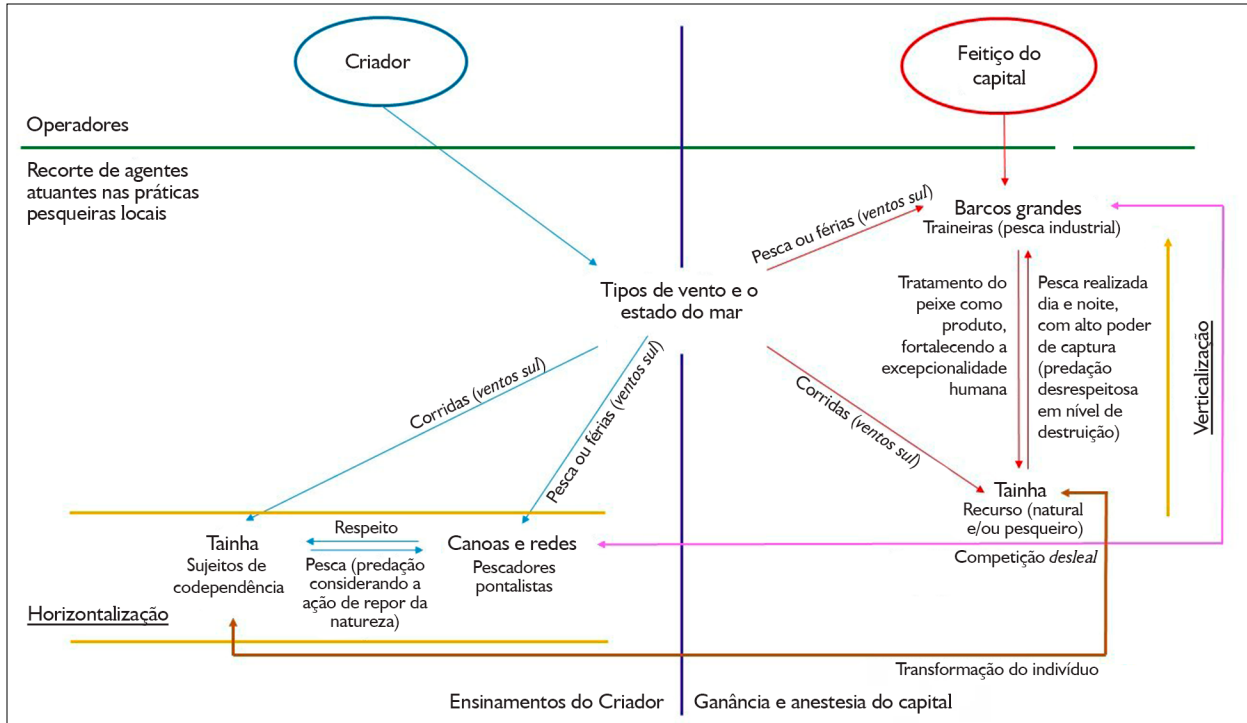 Criador
Feitiço do
capital
Operadores
Recorte de agentes
atuantes nas práticas
pesqueiras locais
Pesca ou férias (ventos sul)
Barcos grandes
Traineiras (pesca industrial)
Tipos de vento e o
estado do mar
Tratamento do
peixe como
produto,
fortalecendo a
excepcionalidade
humana
Pesca realizada
dia e noite,
com alto poder
de captura
(predação
desrespeitosa
em nível de
destruição)
Verticalização
Corridas (ventos sul)
Pesca ou férias (ventos sul)
Corridas (ventos sul)
Tainha
Recurso (natural
e/ou pesqueiro)
Tainha
Sujeitos de
codependência
Respeito
Pesca (predação
considerando a
ação de repor da
natureza)
Canoas e redes
Pescadores
pontalistas
Competição desleal
Horizontalização
Transformação do indivíduo
Ensinamentos do Criador
Ganância e anestesia do capital